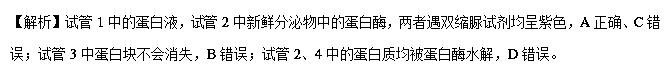 【解析】试管 1 中的蛋白液，试管 2 中新鲜分泌物中的蛋白酶，两者遇双缩脲试剂均呈紫色，A 正确、C 错
误；试管 3 中蛋白块不会消失，B 错误；试管 2、4 中的蛋白质均被蛋白酶水解，D 错误。